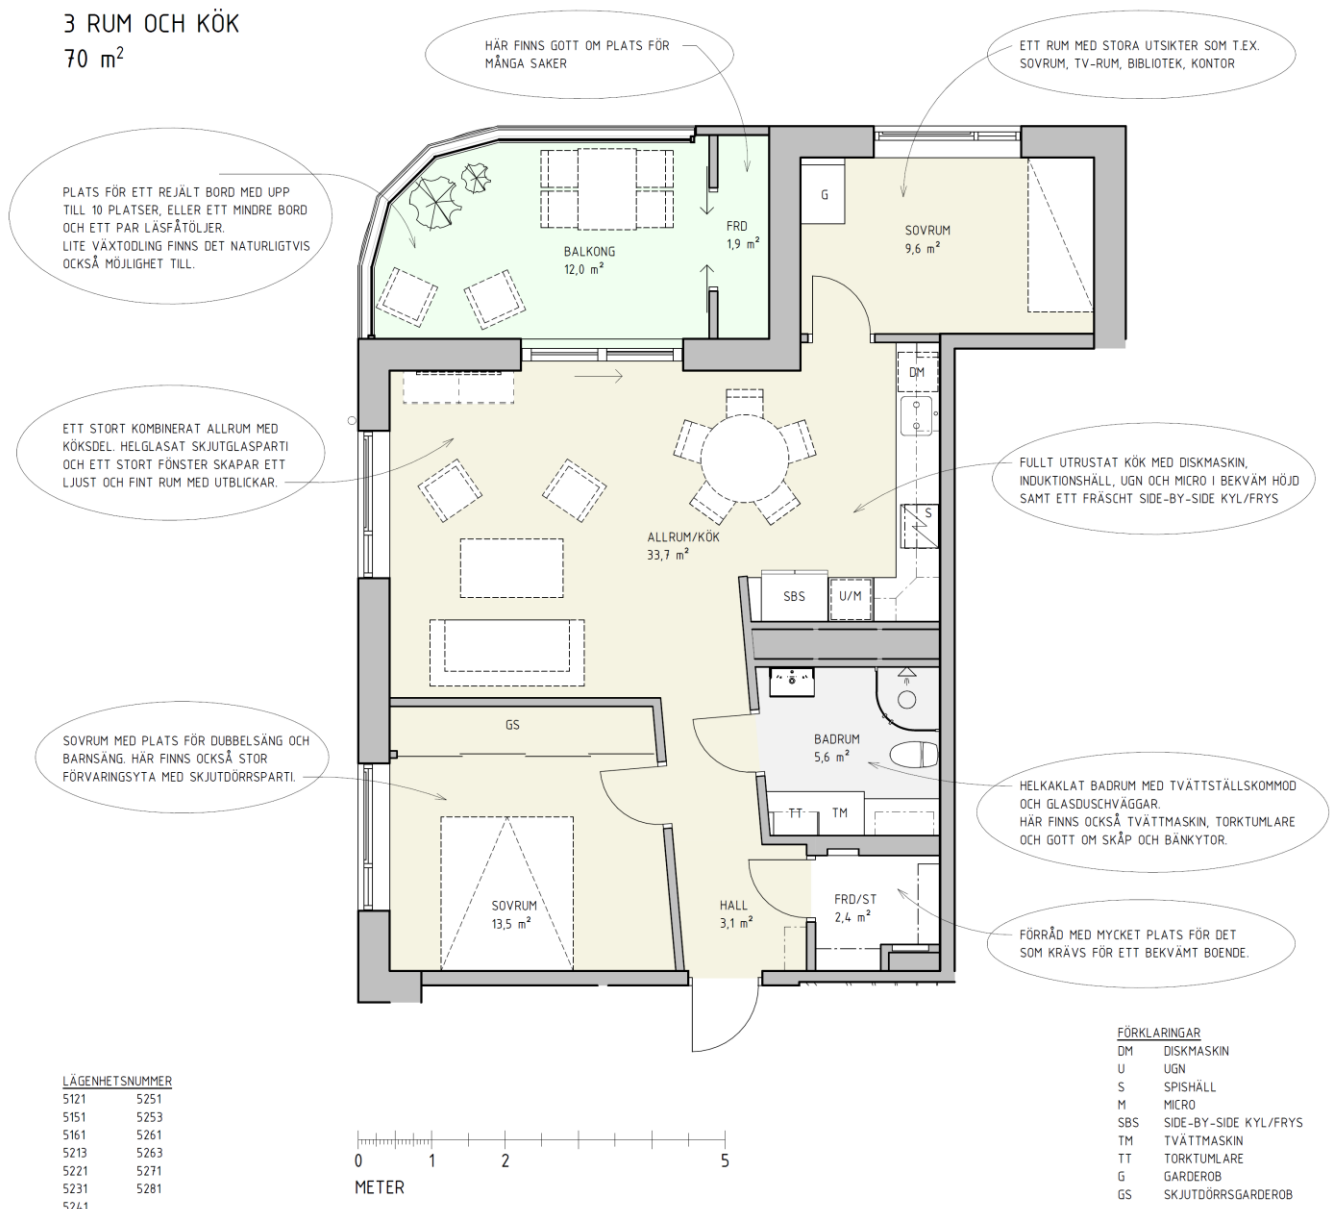 3 RUM OCH KÖK
70 m²
HÄR FINNS GOTT OM PLATS FÖR
MÅNGA SAKER
ETT RUM MED STORA UTSIKTER SOM T.EX.
SOVRUM, TV-RUM, BIBLIOTEK, KONTOR
PLATS FÖR ETT REJÄLT BORD MED UPP
TILL 10 PLATSER, ELLER ETT MINDRE BORD
OCH ETT PAR LÄSFÅTÖLJER.
LITE VÄXTODLING FINNS DET NATURLIGTVIS
OCKSÅ MÖJLIGHET TILL.
G
FRD
1,9 m²
SOVRUM
9,6 m²
BALKONG
12,0 m²
DM
ETT STORT KOMBINERAT ALLRUM MED
KÖKSDEL. HELGLASAT SKJUTGLASPARTI
OCH ETT STORT FÖNSTER SKAPAR ETT
LJUST OCH FINT RUM MED UTBLICKAR.
FULLT UTRUSTAT KÖK MED DISKMASKIN,
INDUKTIONSHÄLL, UGN OCH MICRO I BEKVÄM HÖJD
SAMT ETT FRÄSCHT SIDE-BY-SIDE KYL/FRYS
S
ALLRUM/KÖK
33,7 m²
SBS
U/M
GS
SOVRUM MED PLATS FÖR DUBBELSÄNG OCH
BARNSÄNG. HÄR FINNS OCKSÅ STOR
FÖRVARINGSYTA MED SKJUTDÖRRSPARTI.
BADRUM
5,6 m²
HELKAKLAT BADRUM MED TVÄTTSTÄLLSKOMMOD
OCH GLASDUSCHVÄGGAR.
HÄR FINNS OCKSÅ TVÄTTMASKIN, TORKTUMLARE
OCH GOTT OM SKÅP OCH BÄNKYTOR.
TT
TM
SOVRUM
13,5 m²
HALL
3,1 m²
FRD/ST
2,4 m²
FÖRRÅD MED MYCKET PLATS FÖR DET
SOM KRÄVS FÖR ETT BEKVÄMT BOENDE.
LÄGENHETSNUMMER
5121 5251
5151 5253
5161 5261
5213 5263
5221 5271
5231 5281
5241
0 1 2 5
METER
FÖRKLARINGAR
DM DISKMASKIN
U UGN
S SPISHÄLL
M MICRO
SBS SIDE-BY-SIDE KYL/FRYS
TM TVÄTTMASKIN
TT TORKTUMLARE
G GARDEROB
GS SKJUTDÖRRSGARDEROB